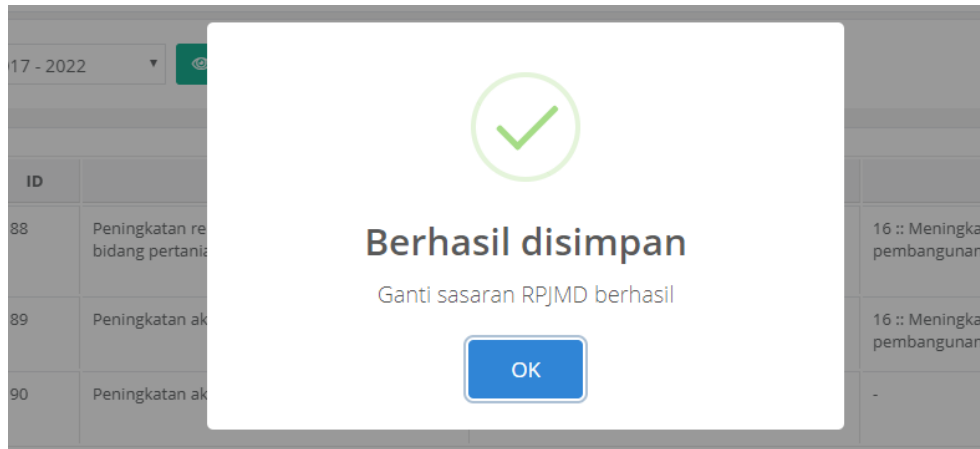 17 - 2022
ID
88
Peningkatan re
bidang pertania
16 :: Meningka
pembangunan
89
Peningkatan ak
16 :: Meningka
pembangunan
90
Peningkatan ak
-
Berhasil disimpan
Ganti sasaran RPJMD berhasil
OK